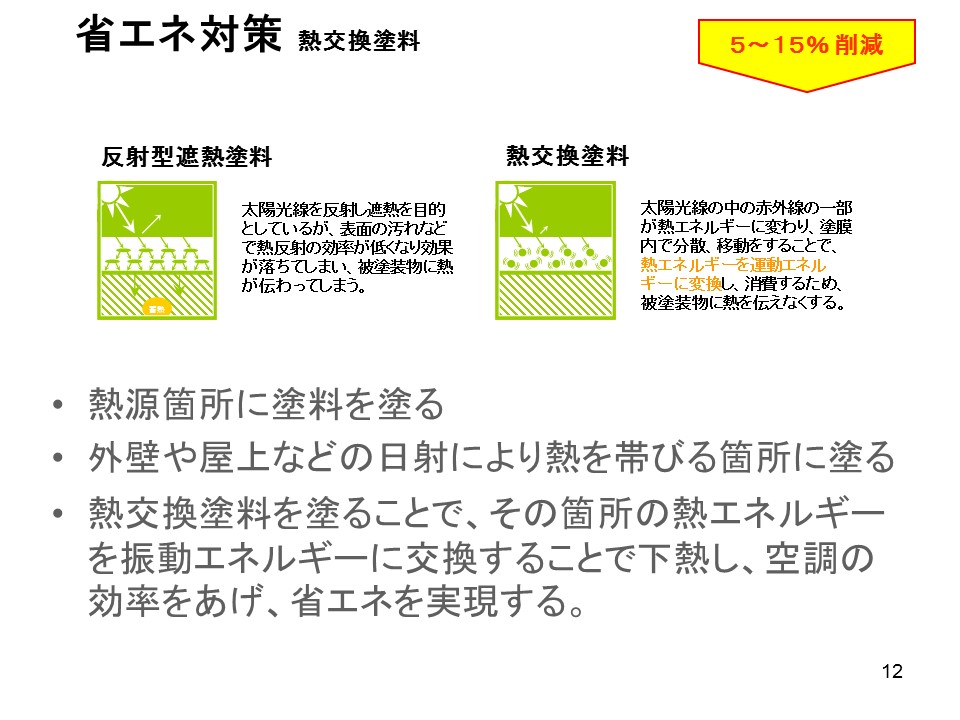 省エネ対策 熱交換塗料
5～15% 削減
反射型遮熱塗料
太陽光線を反射し遮熱を目的
としているが、表面の汚れなど
で熱反射の効率が低くなり効果
が落ちてしまい、被塗装物に熱
が伝わってしまう。
蓄熱
熱交換塗料
太陽光線の中の赤外線の一部
が熱エネルギーに変わり、塗膜
内で分散、移動をすることで、
熱エネルギーを運動エネル
ギーに変換し、消費するため、
被塗装物に熱を伝えなくする。
• 熱源箇所に塗料を塗る
• 外壁や屋上などの日射により熱を帯びる箇所に塗る
• 熱交換塗料を塗ることで、その箇所の熱エネルギー
を振動エネルギーに交換することで下熱し、空調の
効率をあげ、省エネを実現する。
12